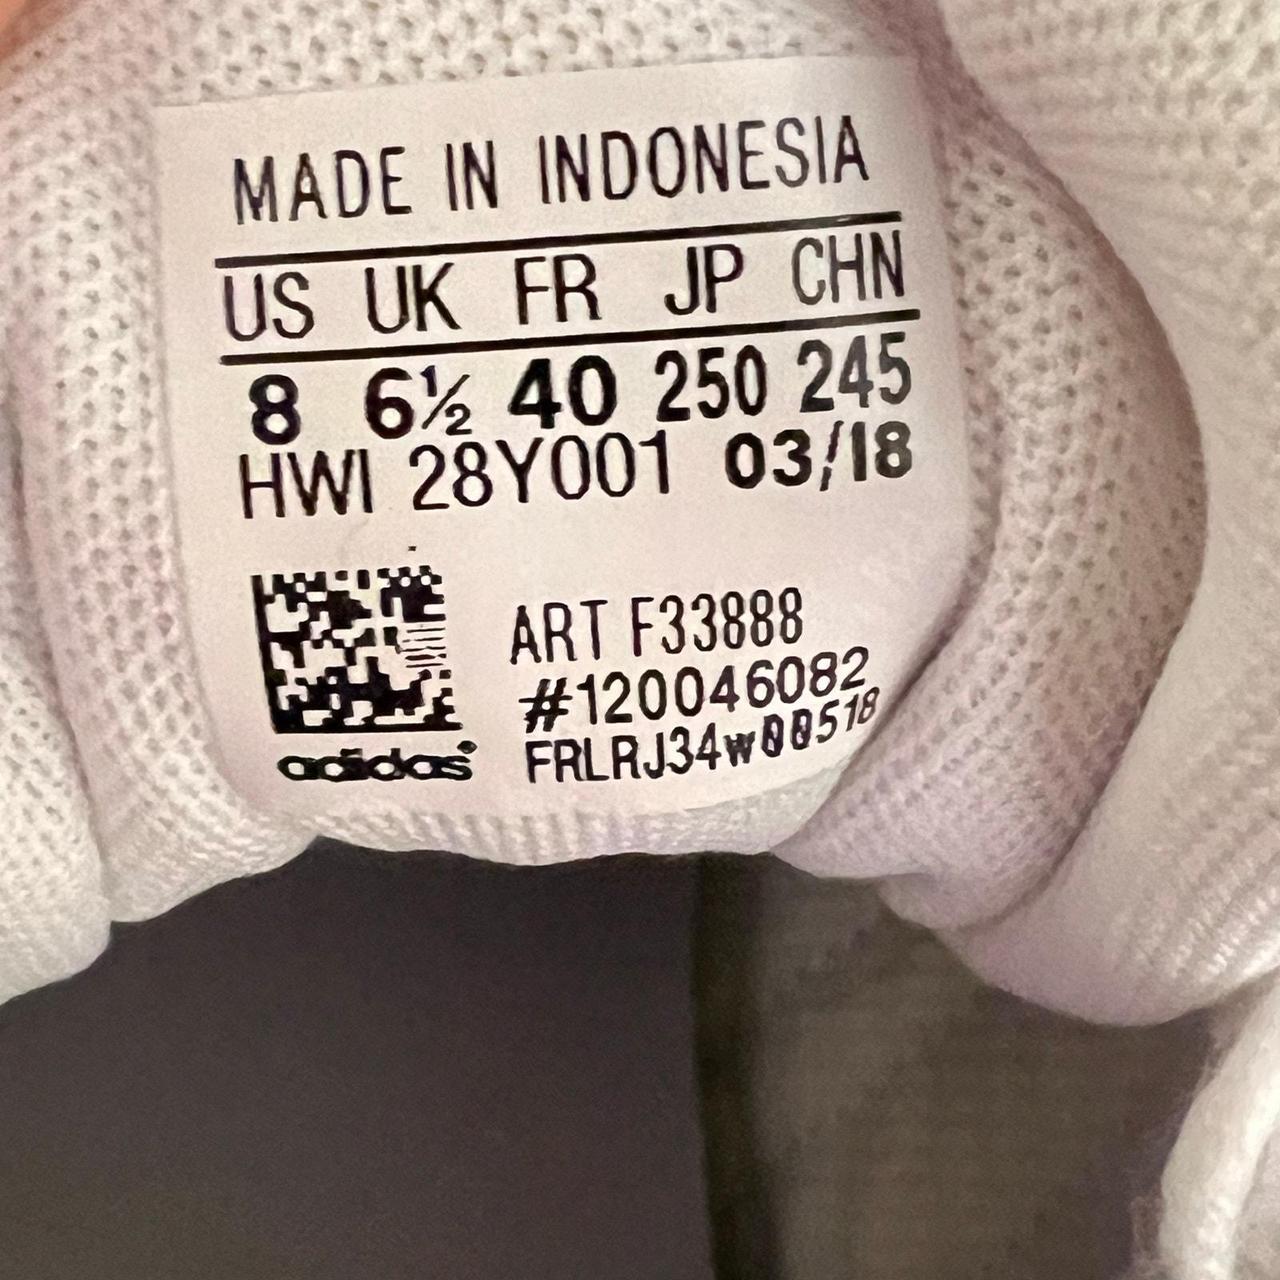 MADE IN INDONESIA
US UK FR JP CHN
8 6½ 40 250 245
HWI 28Y001 03/18
ART F33888
#120046082
FRLRJ34w00518
adidas